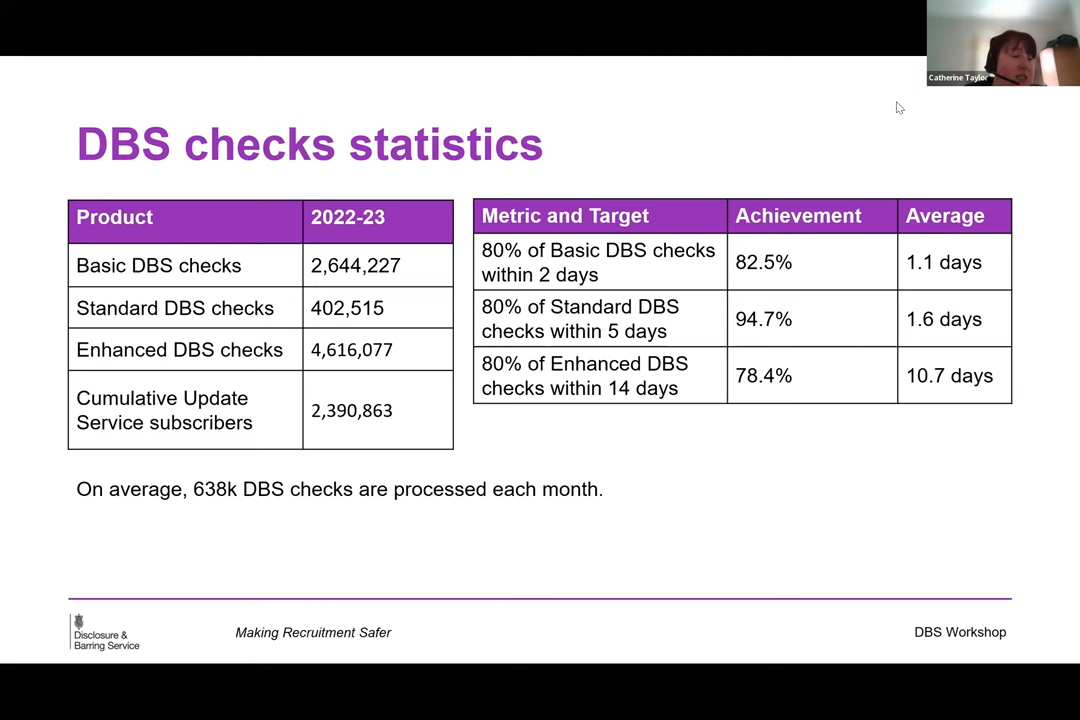 Catherine Taylor
DBS checks statistics
Product 2022-23
Basic DBS checks 2,644,227
Standard DBS checks 402,515
Enhanced DBS checks 4,616,077
Cumulative Update
Service subscribers 2,390,863
Metric and Target Achievement Average
80% of Basic DBS checks
within 2 days 82.5% 1.1 days
80% of Standard DBS
checks within 5 days 94.7% 1.6 days
80% of Enhanced DBS
checks within 14 days 78.4% 10.7 days
On average, 638k DBS checks are processed each month.
Disclosure &
Barring Service
Making Recruitment Safer
DBS Workshop